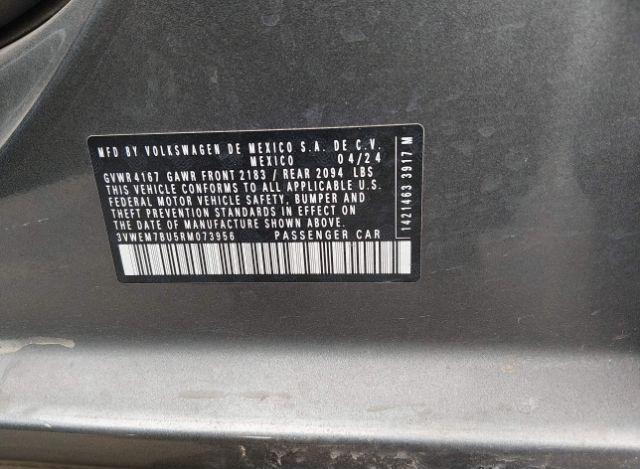 MFD BY VOLKSWAGEN DE MEXICO S.A. DE C.V.
MEXICO 04/24
GVWR4167 GAWR FRONT 2183 / REAR 2094 LBS
THIS VEHICLE CONFORMS TO ALL APPLICABLE U.S.
FEDERAL MOTOR VEHICLE SAFETY, BUMPER AND
THEFT PREVENTION STANDARDS IN EFFECT ON
THE DATE OF MANUFACTURE SHOWN ABOVE.
3VWEM7BU5RM073956 PASSENGER CAR
1421463 3917 M